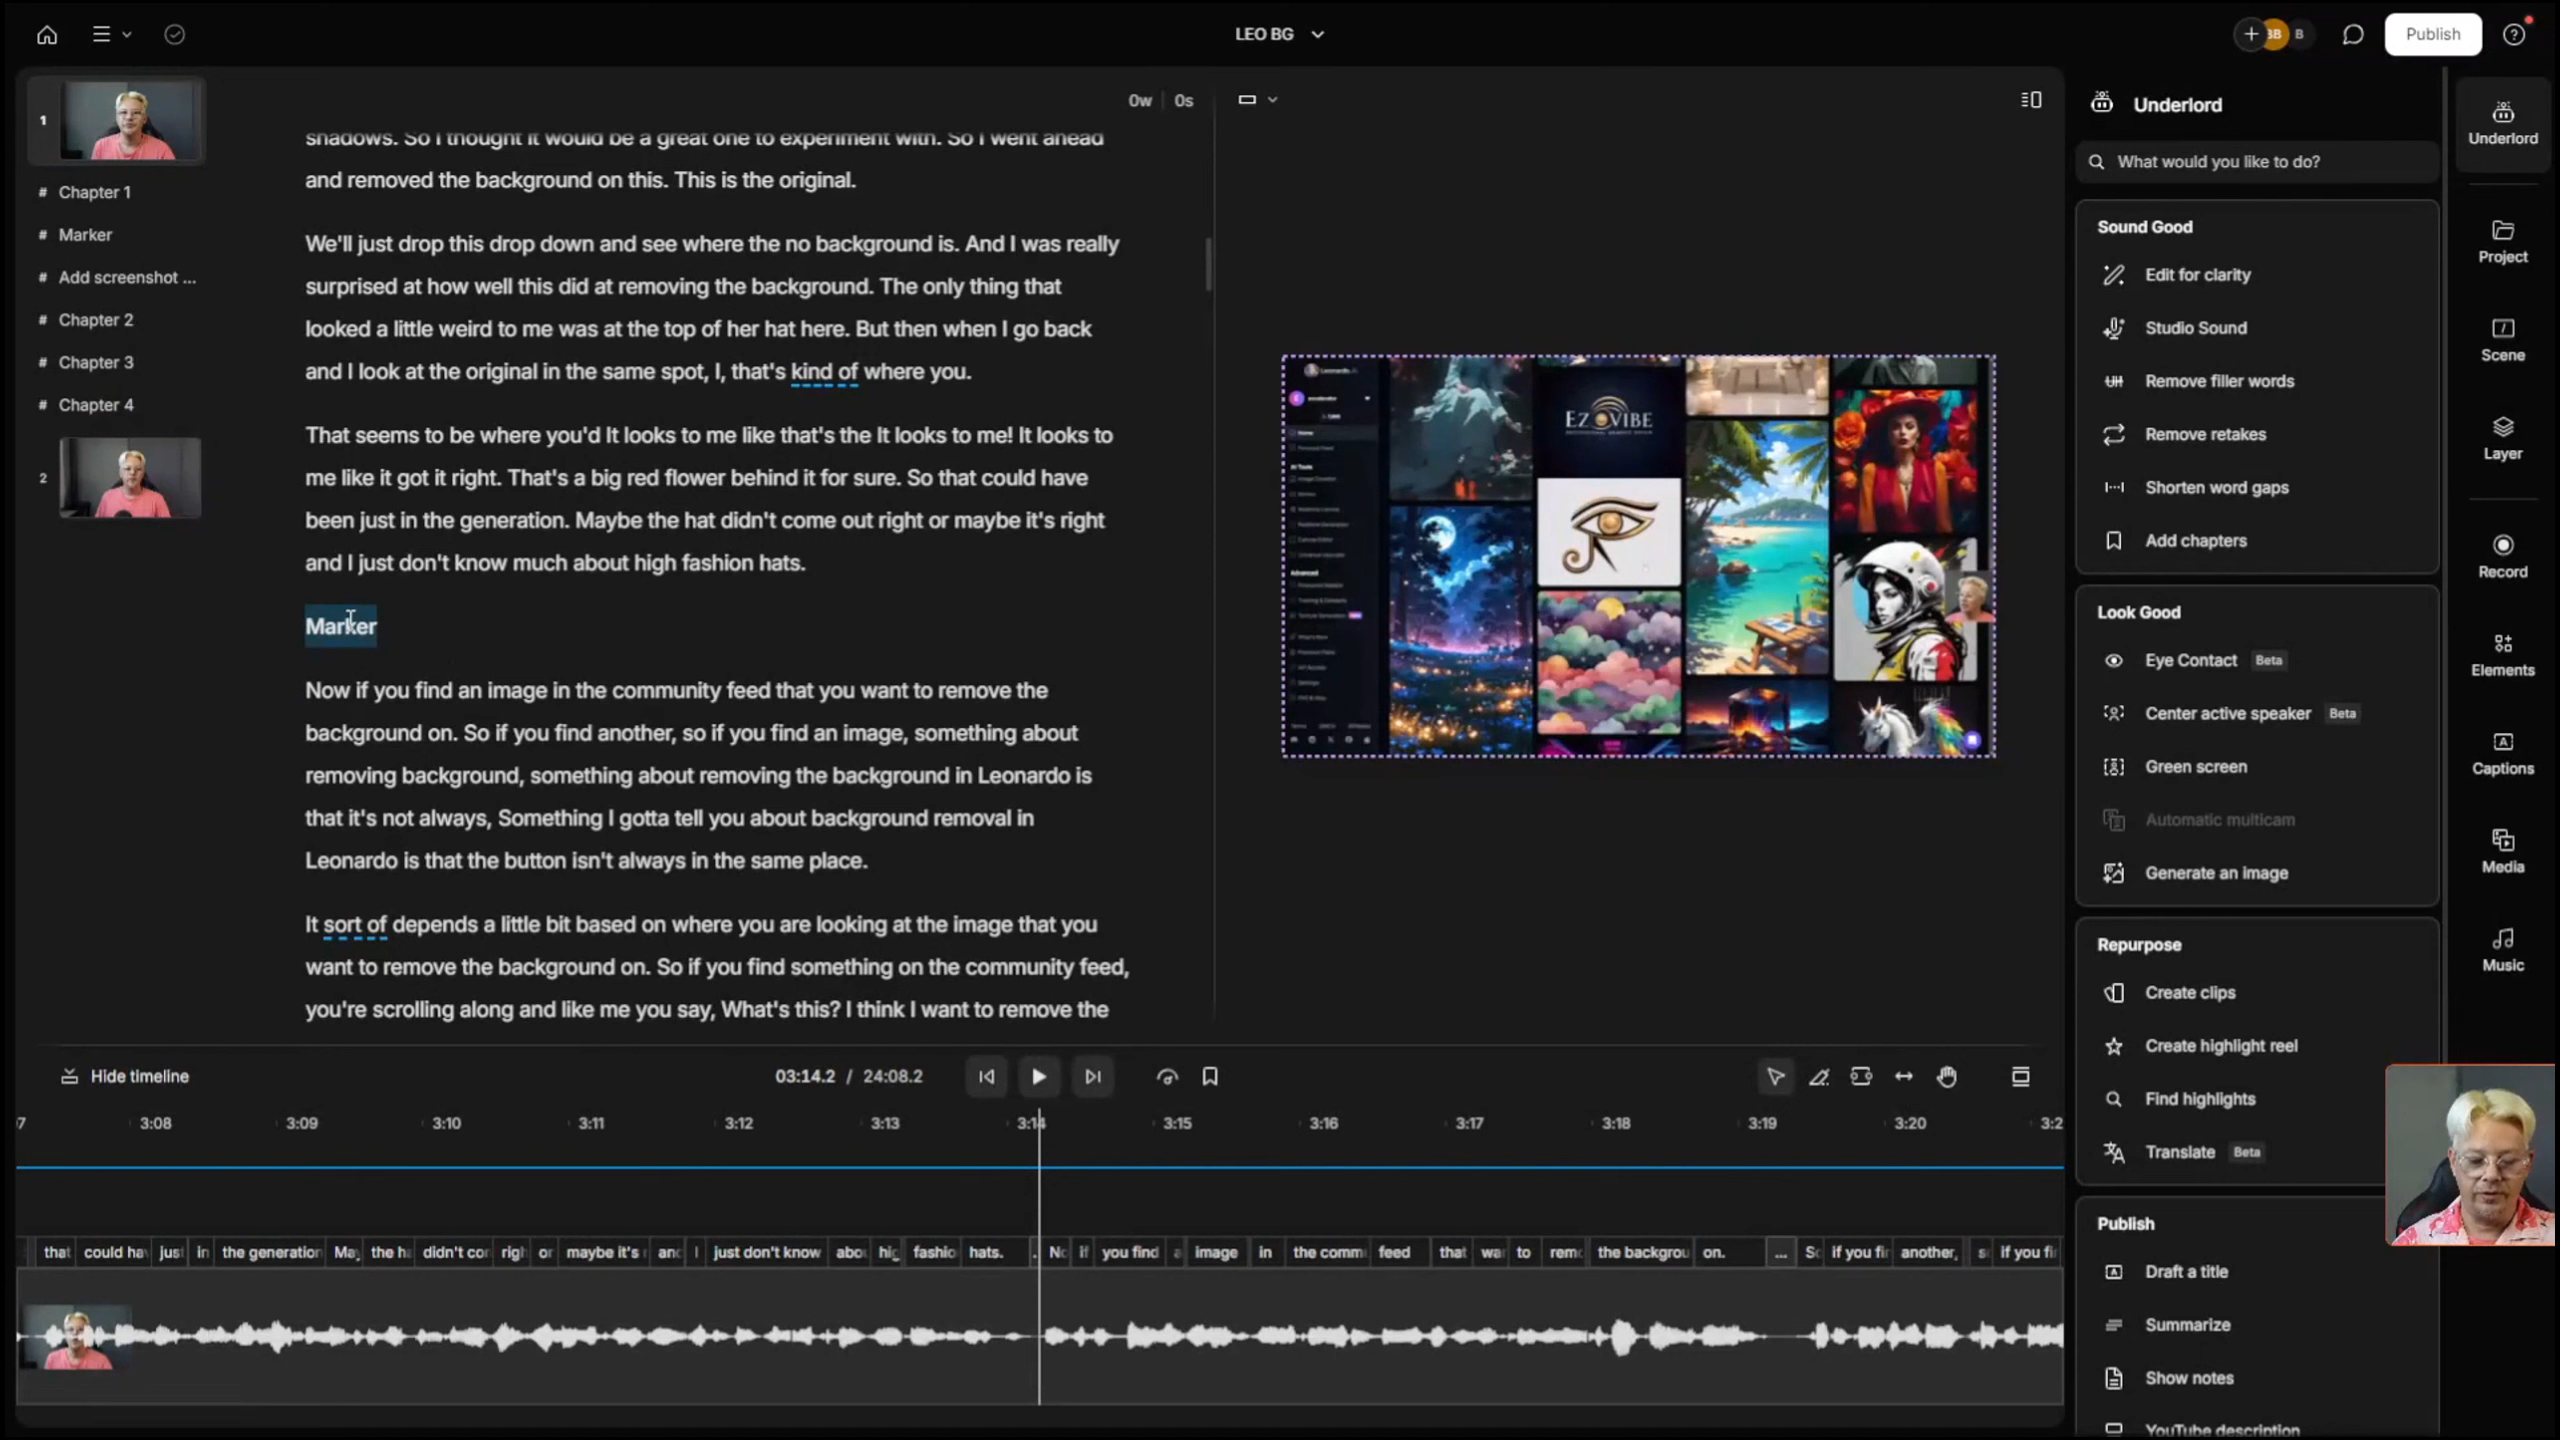 LEO BG
BB
B
Publish
1
# Chapter 1
# Marker
# Add screenshot ...
# Chapter 2
# Chapter 3
# Chapter 4
2
0w | 0s
shadows. So I thought it would be a great one to experiment with. So I went ahead
and removed the background on this. This is the original.
We'll just drop this drop down and see where the no background is. And I was really
surprised at how well this did at removing the background. The only thing that
looked a little weird to me was at the top of her hat here. But then when I go back
and I look at the original in the same spot, I, that's kind of where you.
That seems to be where you'd It looks to me like that's the It looks to me! It looks to
me like it got it right. That's a big red flower behind it for sure. So that could have
been just in the generation. Maybe the hat didn't come out right or maybe it's right
and I just don't know much about high fashion hats.
Marker
Now if you find an image in the community feed that you want to remove the
background on. So if you find another, so if you find an image, something about
removing background, something about removing the background in Leonardo is
that it's not always, Something I gotta tell you about background removal in
Leonardo is that the button isn't always in the same place.
It sort of depends a little bit based on where you are looking at the image that you
want to remove the background on. So if you find something on the community feed,
you're scrolling along and like me you say, What's this? I think I want to remove the
EZOVIBE
Underlord
What would you like to do?
Sound Good
Edit for clarity
Studio Sound
Remove filler words
Remove retakes
Shorten word gaps
Add chapters
Look Good
Eye Contact Beta
Center active speaker Beta
Green screen
Automatic multicam
Generate an image
Repurpose
Create clips
Create highlight reel
Find highlights
Translate Beta
Publish
Draft a title
Summarize
Show notes
YouTube description
Underlord
Project
Scene
Layer
Record
Elements
Captions
Media
Music
Hide timeline
03:14.2 / 24:08.2
7 3:08 3:09 3:10 3:11 3:12 3:13 3:14 3:15 3:16 3:17 3:18 3:19 3:20 3:2
that could ha jus in the generation May the h didn't co righ or maybe it's an I just don't know abo hig fashio hats. . No if you find a image in the comm feed that wa to rem the backgrou on. ... So if you fi another, s if you fi